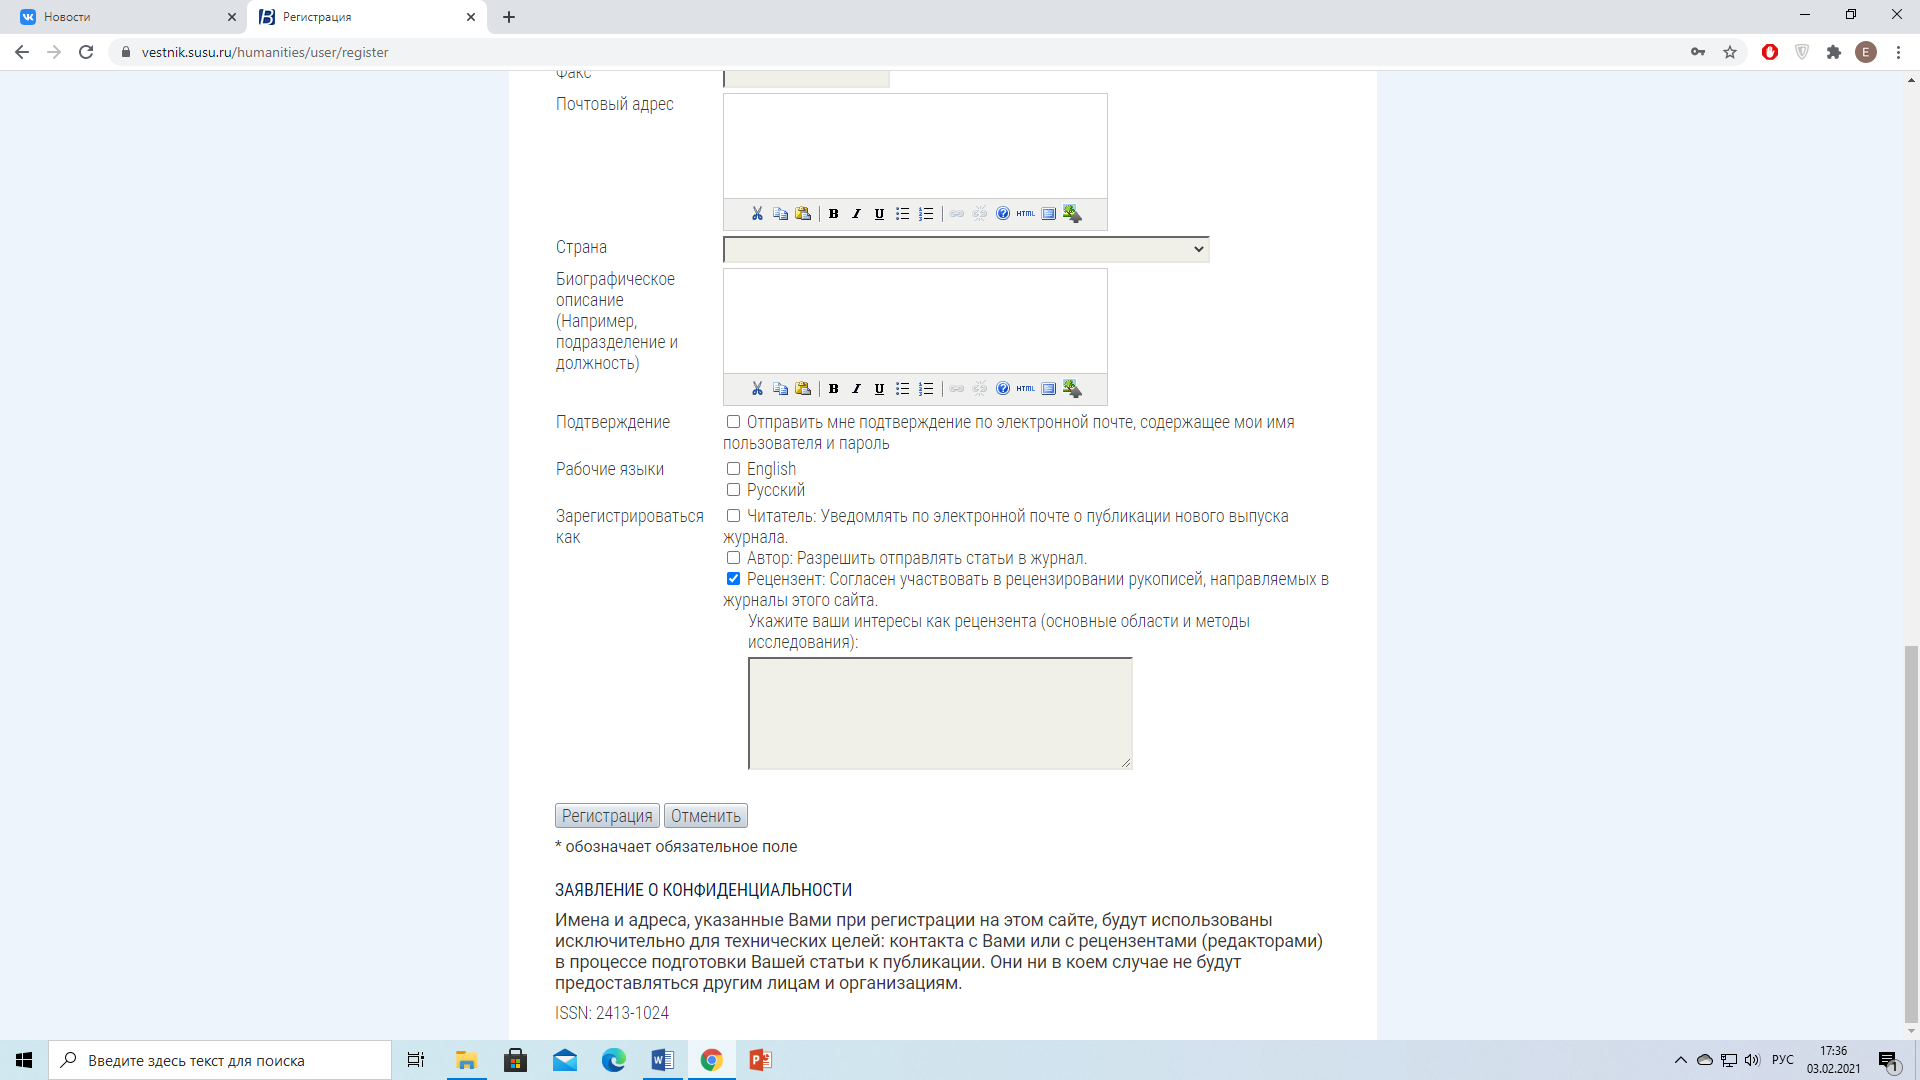 Новости
Регистрация
vestnik.susu.ru/humanities/user/register
E
Факс
Почтовый адрес
B I U HTML
Страна
Биографическое
описание
(Например,
подразделение и
должность)
B I U HTML
Подтверждение
Отправить мне подтверждение по электронной почте, содержащее мои имя
пользователя и пароль
Рабочие языки
English
Русский
Зарегистрироваться
как
Читатель: Уведомлять по электронной почте о публикации нового выпуска
журнала.
Автор: Разрешить отправлять статьи в журнал.
Рецензент: Согласен участвовать в рецензировании рукописей, направляемых в
журналы этого сайта.
Укажите ваши интересы как рецензента (основные области и методы
исследования):
Регистрация Отменить
* обозначает обязательное поле
ЗАЯВЛЕНИЕ О КОНФИДЕНЦИАЛЬНОСТИ
Имена и адреса, указанные Вами при регистрации на этом сайте, будут использованы
исключительно для технических целей: контакта с Вами или с рецензентами (редакторами)
в процессе подготовки Вашей статьи к публикации. Они ни в коем случае не будут
предоставляться другим лицам и организациям.
ISSN: 2413-1024
Введите здесь текст для поиска
РУС
17:36
03.02.2021
1